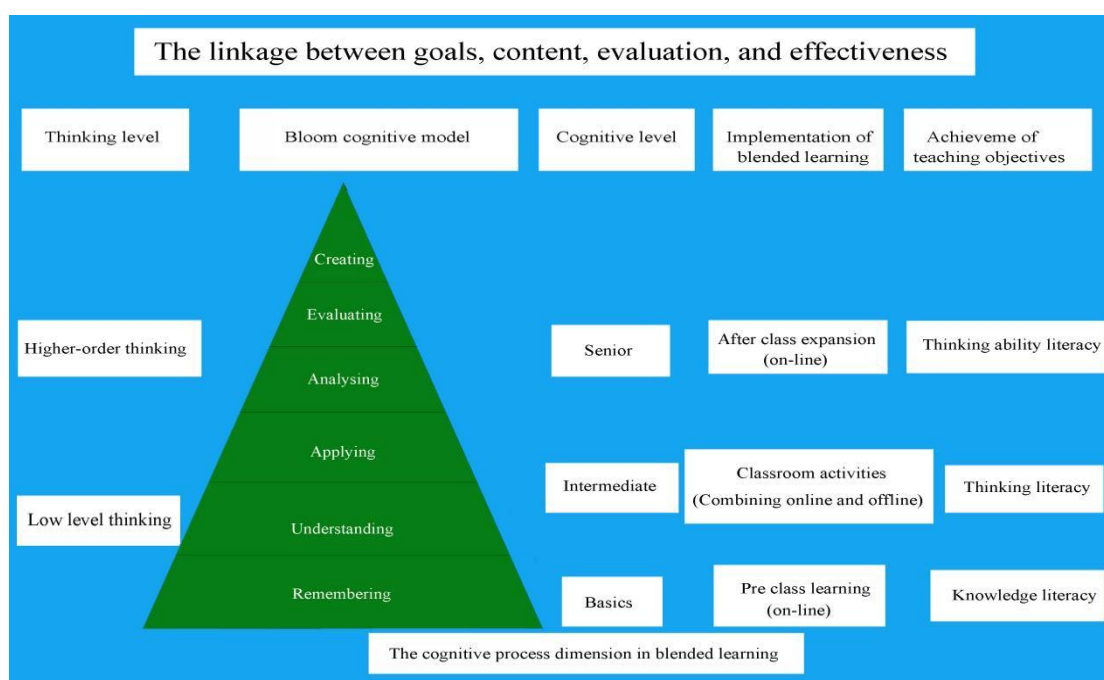 The linkage between goals, content, evaluation, and effectiveness
Thinking level
Bloom cognitive model
Cognitive level
Implementation of
blended learning
Achieveme of
teaching objectives
Creating
Evaluating
Higher-order thinking
Analysing
Senior
After class expansion
(on-line)
Thinking ability literacy
Applying
Intermediate
Classroom activities
(Combining online and offline)
Thinking literacy
Low level thinking
Understanding
Remembering
Basics
Pre class learning
(on-line)
Knowledge literacy
The cognitive process dimension in blended learning